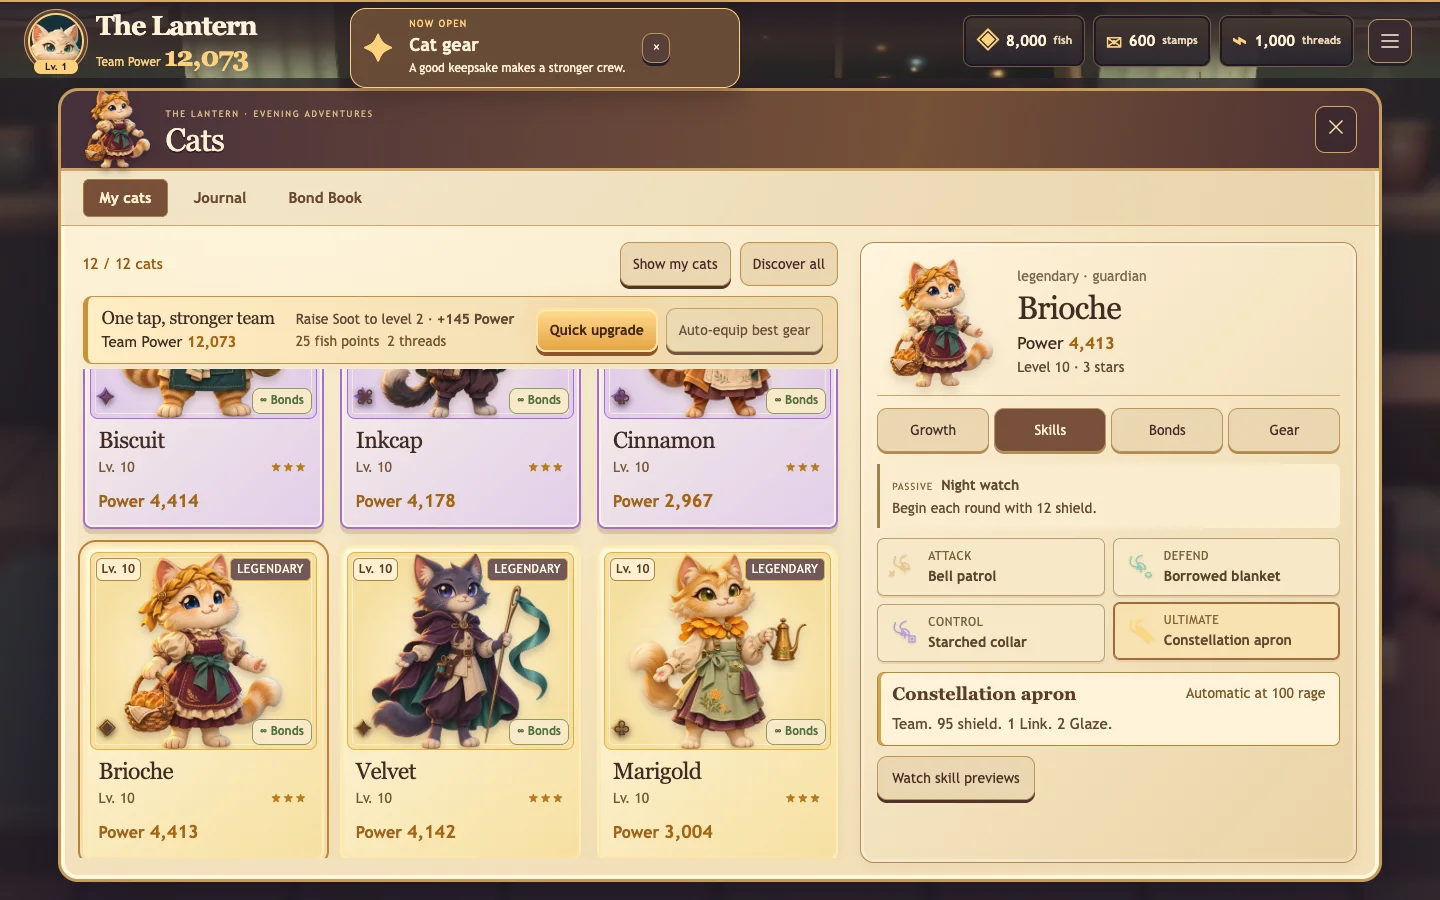 The Lantern
Team Power 12,073
Lv. 1
NOW OPEN
Cat gear
A good keepsake makes a stronger crew.
×
8,000 fish
600 stamps
1,000 threads
THE LANTERN · EVENING ADVENTURES
Cats
My cats
Journal
Bond Book
12 / 12 cats
Show my cats
Discover all
One tap, stronger team
Team Power 12,073
Raise Soot to level 2 · +145 Power
25 fish points 2 threads
Quick upgrade
Auto-equip best gear
∞ Bonds
∞ Bonds
∞ Bonds
Biscuit
Lv. 10
Power 4,414
Inkcap
Lv. 10
Power 4,178
Cinnamon
Lv. 10
Power 2,967
Lv. 10
LEGENDARY
∞ Bonds
Brioche
Lv. 10
Power 4,413
Lv. 10
LEGENDARY
∞ Bonds
Velvet
Lv. 10
Power 4,142
Lv. 10
LEGENDARY
∞ Bonds
Marigold
Lv. 10
Power 3,004
legendary · guardian
Brioche
Power 4,413
Level 10 · 3 stars
Growth
Skills
Bonds
Gear
PASSIVE Night watch
Begin each round with 12 shield.
ATTACK
Bell patrol
DEFEND
Borrowed blanket
CONTROL
Starched collar
ULTIMATE
Constellation apron
Constellation apron
Automatic at 100 rage
Team. 95 shield. 1 Link. 2 Glaze.
Watch skill previews